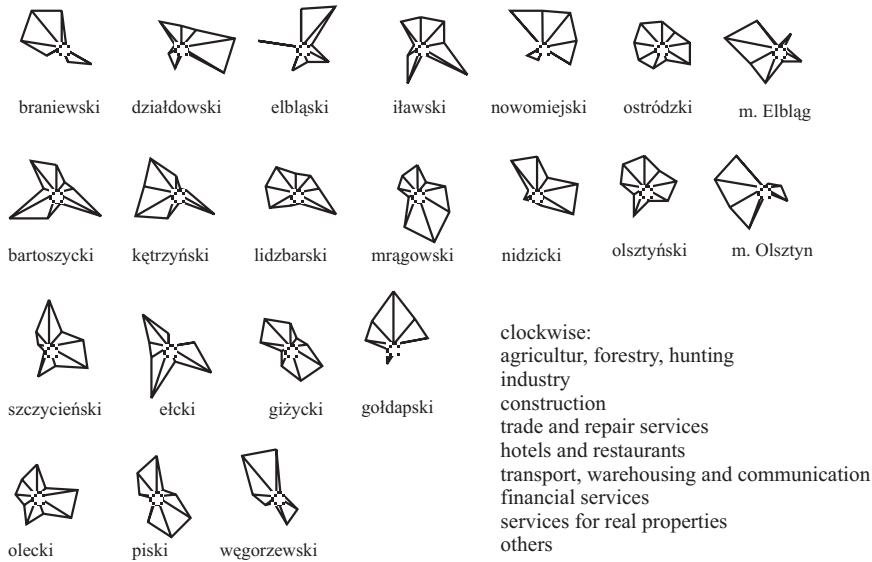 braniewski działdowski elbląski iławski nowomiejski ostródzki m. Elbląg
bartoszycki kętrzyński lidzbarski mrągowski nidzicki olsztyński m. Olsztyn
szczycieński ełcki giżycki gołdapski
olecki piski węgorzewski
clockwise:
agricultur, forestry, hunting
industry
construction
trade and repair services
hotels and restaurants
transport, warehousing and communication
financial services
services for real properties
others